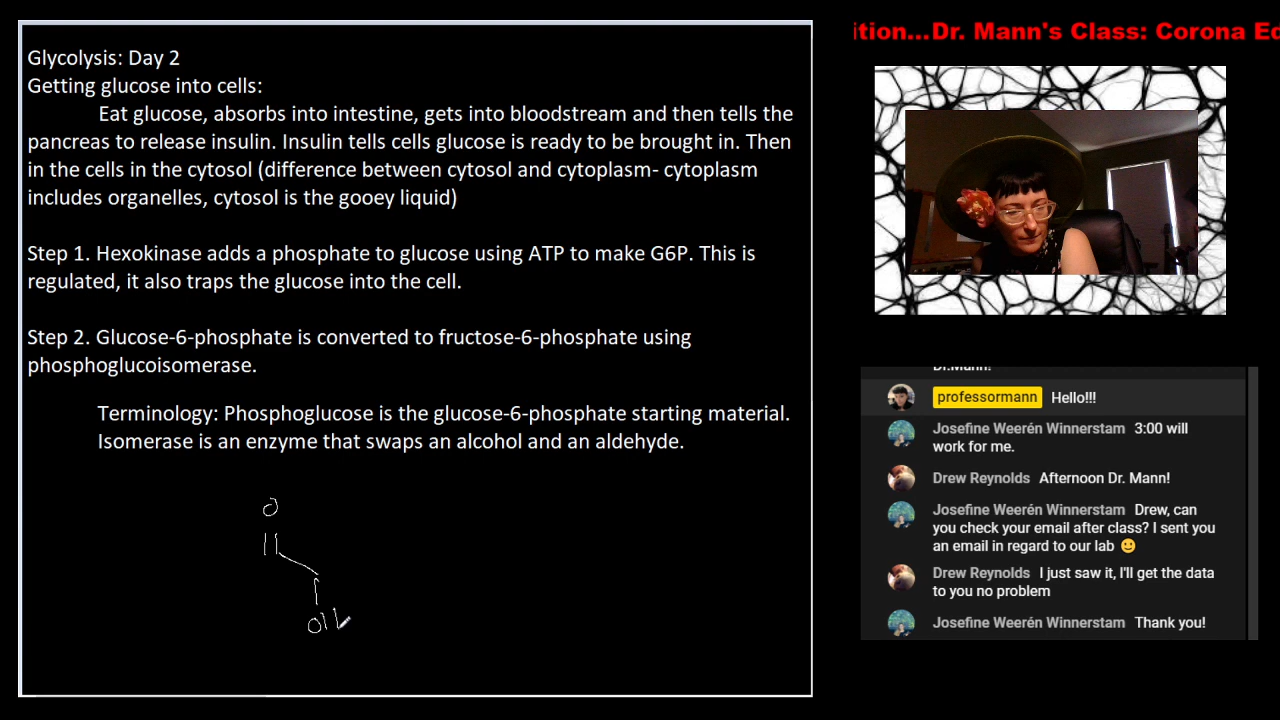 ition...Dr. Mann's Class: Corona Ed
Glycolysis: Day 2
Getting glucose into cells:
Eat glucose, absorbs into intestine, gets into bloodstream and then tells the
pancreas to release insulin. Insulin tells cells glucose is ready to be brought in. Then
in the cells in the cytosol (difference between cytosol and cytoplasm- cytoplasm
includes organelles, cytosol is the gooey liquid)
Step 1. Hexokinase adds a phosphate to glucose using ATP to make G6P. This is
regulated, it also traps the glucose into the cell.
Step 2. Glucose-6-phosphate is converted to fructose-6-phosphate using
phosphoglucoisomerase.
Terminology: Phosphoglucose is the glucose-6-phosphate starting material.
Isomerase is an enzyme that swaps an alcohol and an aldehyde.
O
Dr.Mann!
professormann Hello!!!
Josefine Weerén Winnerstam 3:00 will
work for me.
Drew Reynolds Afternoon Dr. Mann!
Josefine Weerén Winnerstam Drew, can
you check your email after class? I sent you
an email in regard to our lab 🙂
Drew Reynolds I just saw it, I'll get the data
to you no problem
Josefine Weerén Winnerstam Thank you!